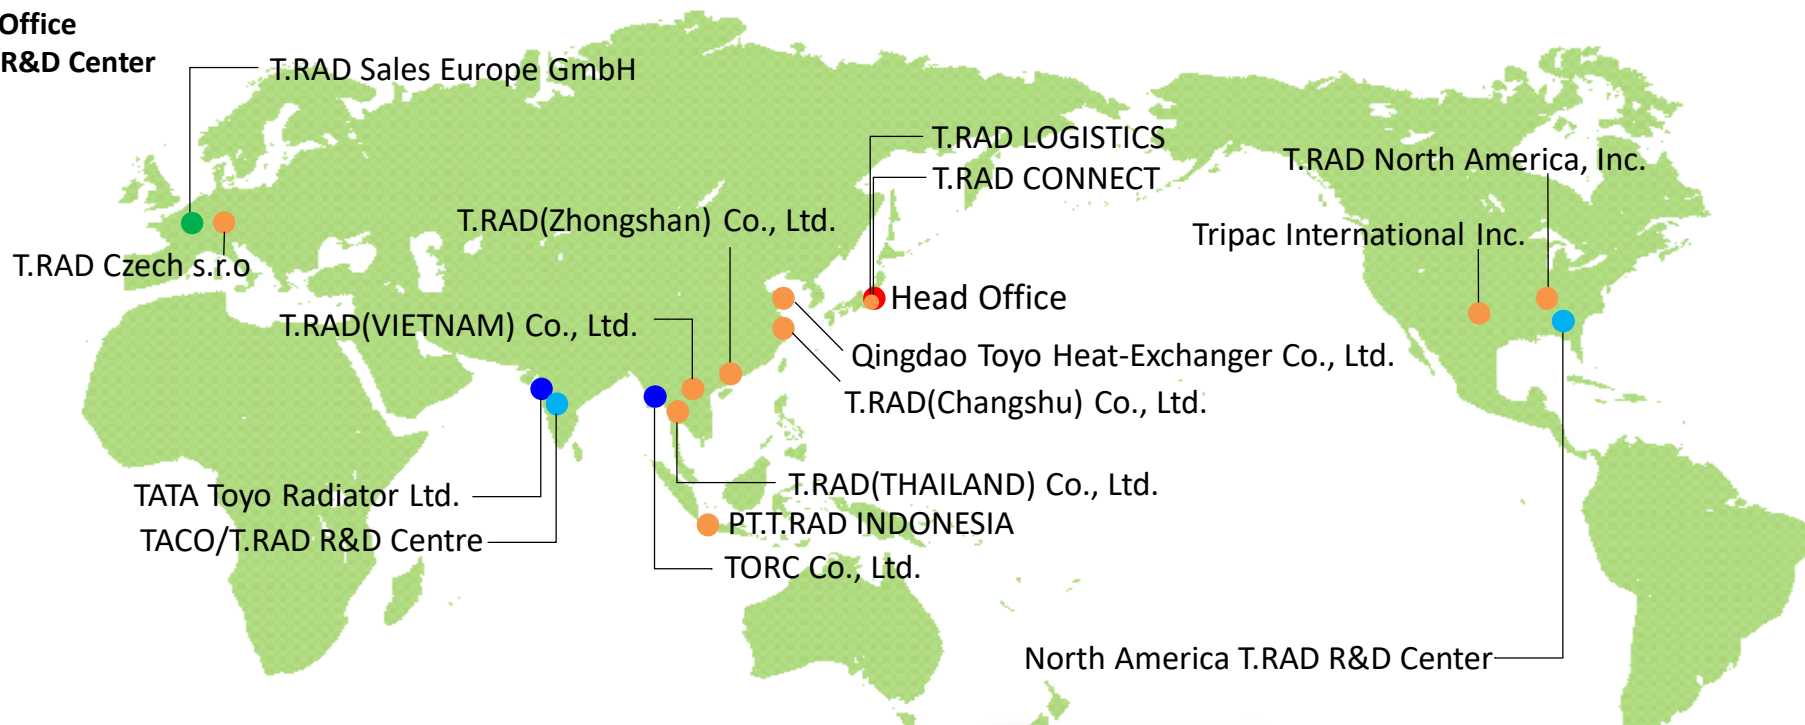 Office
R&D Center
T.RAD Sales Europe GmbH
T.RAD LOGISTICS
T.RAD CONNECT
T.RAD North America, Inc.
T.RAD(Zhongshan) Co., Ltd.
Tripac International Inc.
T.RAD Czech s.r.o
Head Office
T.RAD(VIETNAM) Co., Ltd.
Qingdao Toyo Heat-Exchanger Co., Ltd.
T.RAD(Changshu) Co., Ltd.
TATA Toyo Radiator Ltd.
T.RAD(THAILAND) Co., Ltd.
PT.T.RAD INDONESIA
TACO/T.RAD R&D Centre
TORC Co., Ltd.
North America T.RAD R&D Center